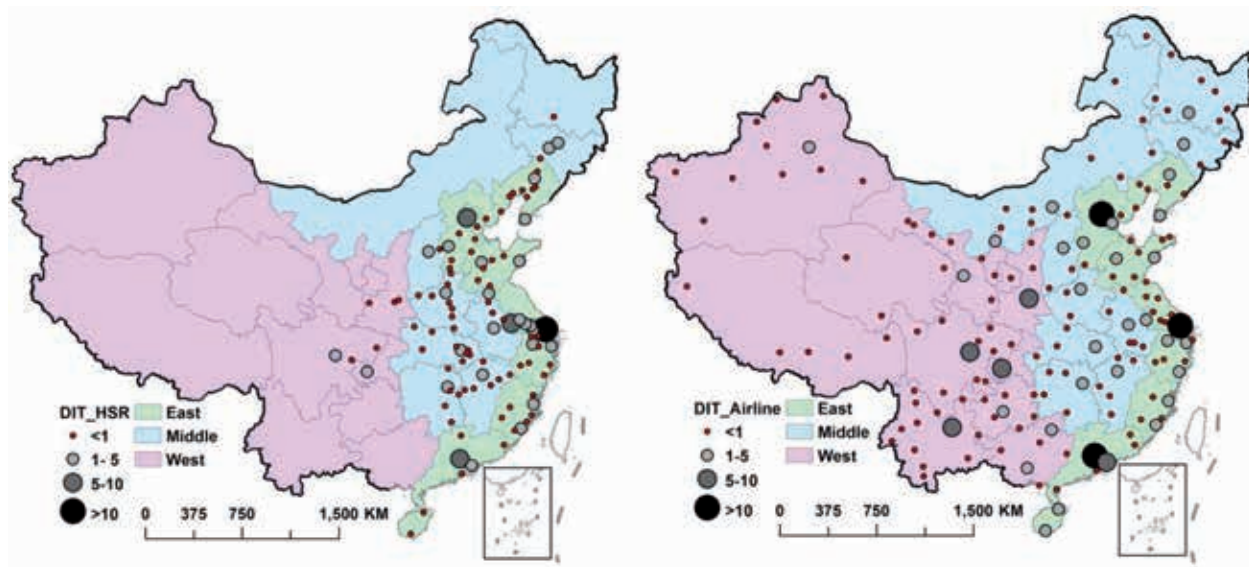 DIT_HSR East
<1 Middle
1- 5 West
5-10
>10
0 375 750 1,500 KM
DIT_Airline East
<1 Middle
1-5 West
5-10
>10
0 375 750 1,500 KM